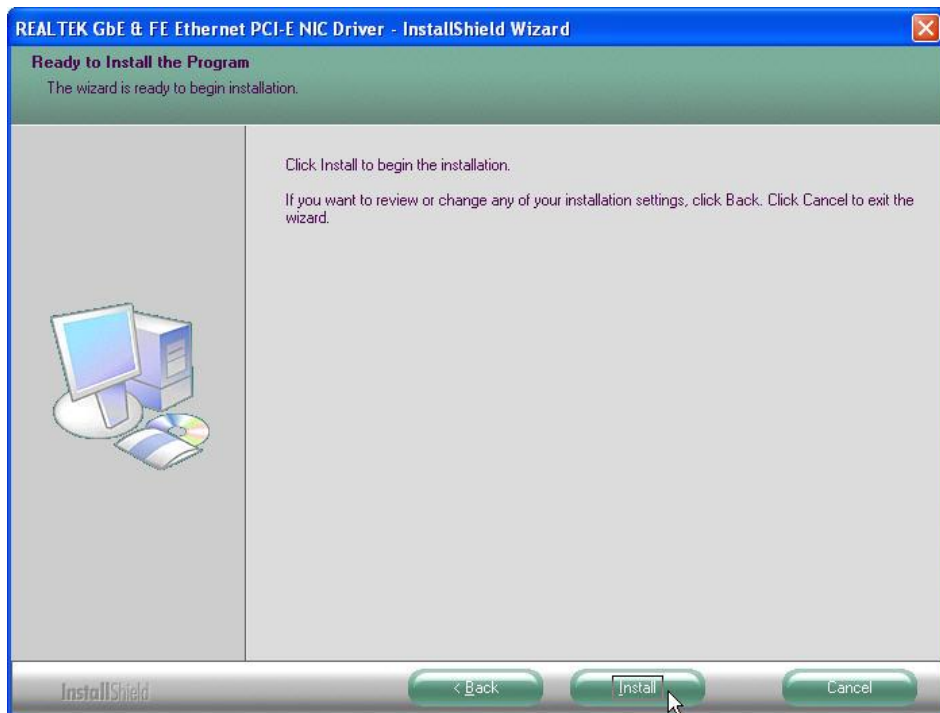 REALTEK GbE & FE Ethernet PCI-E NIC Driver - InstallShield Wizard
Ready to Install the Program
The wizard is ready to begin installation.
Click Install to begin the installation.
If you want to review or change any of your installation settings, click Back. Click Cancel to exit the
wizard.
InstallShield
< Back
Install
Cancel